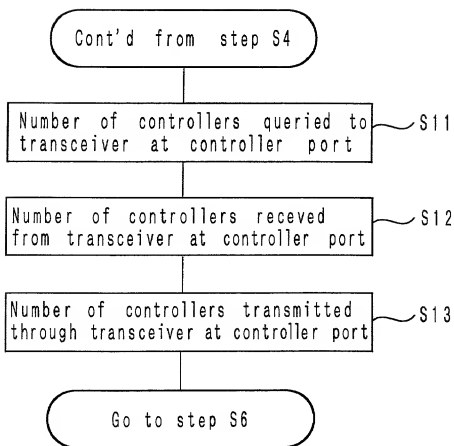 Cont'd from step S4
Number of controllers queried to
transceiver at controller port
S11
Number of controllers receved
from transceiver at controller port
S12
Number of controllers transmitted
through transceiver at controller port
S13
Go to step S6